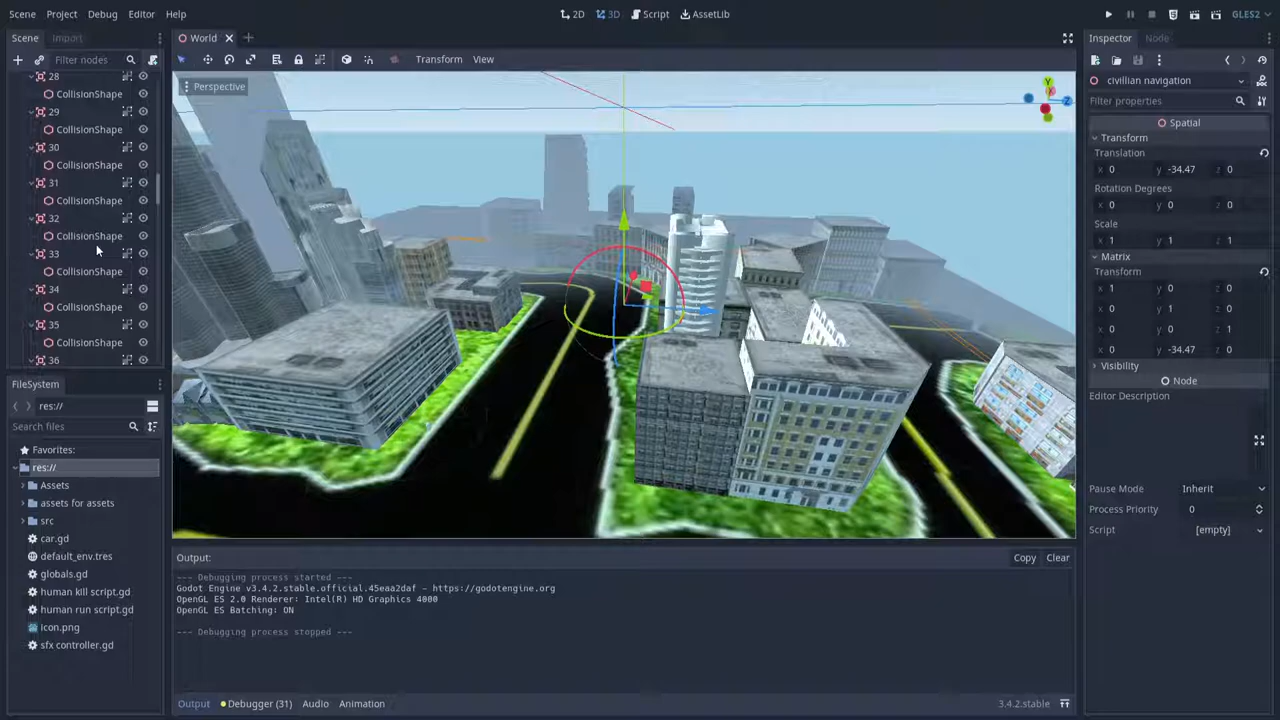 Scene Project Debug Editor Help
2D 3D Script AssetLib
GLES2
Scene Import
World
Inspector Node
Filter nodes
Transform View
Perspective
Y
Z
28
CollisionShape
29
CollisionShape
30
CollisionShape
31
CollisionShape
32
CollisionShape
33
CollisionShape
34
CollisionShape
35
CollisionShape
36
FileSystem
res://
Search files
Favorites:
res://
Assets
assets for assets
src
car.gd
default_env.tres
globals.gd
human kill script.gd
human run script.gd
icon.png
sfx controller.gd
Output:
Copy Clear
--- Debugging process started ---
Godot Engine v3.4.2.stable.official.45eaa2daf - https://godotengine.org
OpenGL ES 2.0 Renderer: Intel(R) HD Graphics 4000
OpenGL ES Batching: ON
--- Debugging process stopped ---
Output Debugger (31) Audio Animation
3.4.2.stable
civillian navigation
Filter properties
Spatial
Transform
Translation
x 0 y -34.47 z 0
Rotation Degrees
x 0 y 0 z 0
Scale
x 1 y 1 z 1
Matrix
Transform
x 1 y 0 z 0
x 0 y 1 z 0
x 0 y 0 z 1
x 0 y -34.47 z 0
Visibility
Node
Editor Description
Pause Mode Inherit
Process Priority 0
Script [empty]